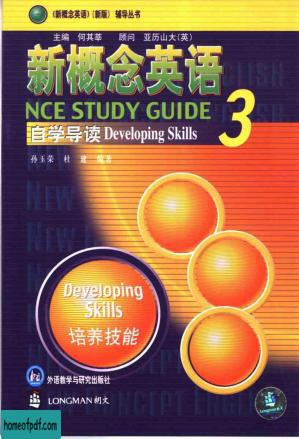 《新概念英语》(新版) 辅导丛书
主编 何其莘 顾问 亚历山大(英)
新概念英语
NCE STUDY GUIDE 3
自学导读 Developing Skills
孙玉荣 杜 编著
Developing
Skills
培养技能
外语教学与研究出版社
LONGMAN 朗文
homeofpdf.com